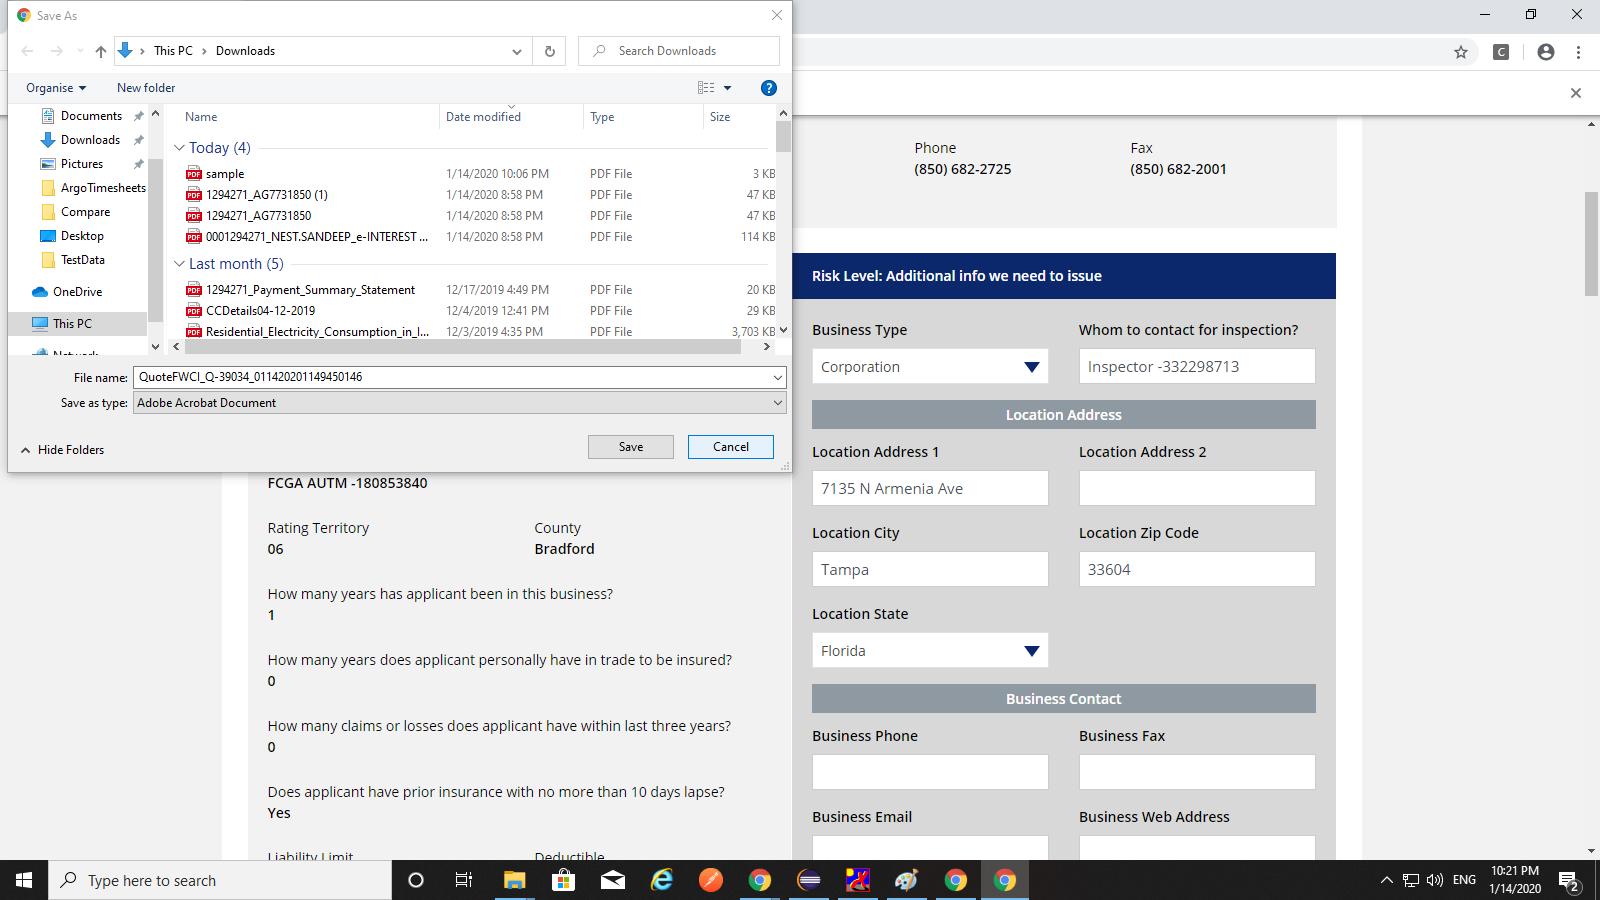 Save As
This PC
Downloads
Search Downloads
Organise
New folder
Documents
Downloads
Pictures
ArgoTimesheets
Compare
Desktop
TestData
OneDrive
This PC
Network
Name Date modified Type Size
Today (4)
sample 1/14/2020 10:06 PM PDF File 3 KB
1294271_AG7731850 (1) 1/14/2020 8:58 PM PDF File 47 KB
1294271_AG7731850 1/14/2020 8:58 PM PDF File 47 KB
0001294271_NEST.SANDEEP_e-INTEREST ... 1/14/2020 8:58 PM PDF File 114 KB
Last month (5)
1294271_Payment_Summary_Statement 12/17/2019 4:49 PM PDF File 20 KB
CCDetails04-12-2019 12/4/2019 12:41 PM PDF File 29 KB
Residential_Electricity_Consumption_in_I... 12/3/2019 4:35 PM PDF File 3,703 KB
File name: QuoteFWCI_Q-39034_011420201149450146
Save as type: Adobe Acrobat Document
Hide Folders
Save
Cancel
Phone Fax
(850) 682-2725 (850) 682-2001
FCGA AUTM -180853840
Rating Territory County
06 Bradford
How many years has applicant been in this business?
1
How many years does applicant personally have in trade to be insured?
0
How many claims or losses does applicant have within last three years?
0
Does applicant have prior insurance with no more than 10 days lapse?
Yes
Liability Limit Deductible
Risk Level: Additional info we need to issue
Business Type Whom to contact for inspection?
Corporation Inspector -332298713
Location Address
Location Address 1 Location Address 2
7135 N Armenia Ave
Location City Location Zip Code
Tampa 33604
Location State
Florida
Business Contact
Business Phone Business Fax
Business Email Business Web Address
Type here to search
ENG
10:21 PM
1/14/2020
2